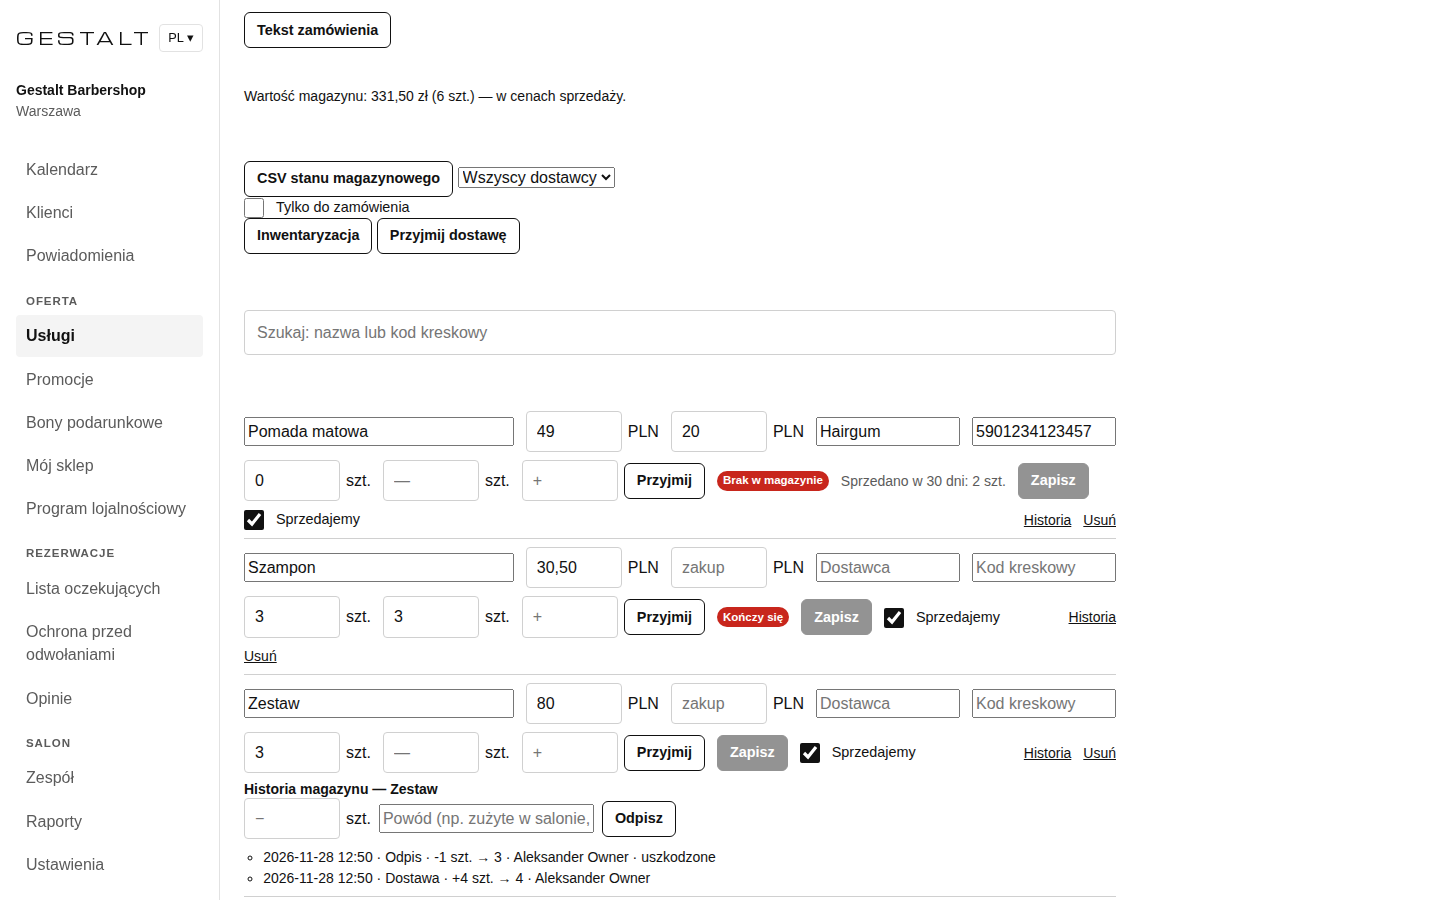 GESTALT
PL ▾
Gestalt Barbershop
Warszawa
Kalendarz
Klienci
Powiadomienia
OFERTA
Usługi
Promocje
Bony podarunkowe
Mój sklep
Program lojalnościowy
REZERWACJE
Lista oczekujących
Ochrona przed
odwołaniami
Opinie
SALON
Zespół
Raporty
Ustawienia
Tekst zamówienia
Wartość magazynu: 331,50 zł (6 szt.) — w cenach sprzedaży.
CSV stanu magazynowego Wszyscy dostawcy
Tylko do zamówienia
Inwentaryzacja Przyjmij dostawę
Szukaj: nazwa lub kod kreskowy
Pomada matowa 49 PLN 20 PLN Hairgum 5901234123457
0 szt. — szt. + Przyjmij Brak w magazynie Sprzedano w 30 dni: 2 szt. Zapisz
Sprzedajemy Historia Usuń
Szampon 30,50 PLN zakup PLN Dostawca Kod kreskowy
3 szt. 3 szt. + Przyjmij Kończy się Zapisz Sprzedajemy Historia
Usuń
Zestaw 80 PLN zakup PLN Dostawca Kod kreskowy
3 szt. — szt. + Przyjmij Zapisz Sprzedajemy Historia Usuń
Historia magazynu — Zestaw
− szt. Powód (np. zużyte w salonie, Odpisz
2026-11-28 12:50 · Odpis · -1 szt. → 3 · Aleksander Owner · uszkodzone
2026-11-28 12:50 · Dostawa · +4 szt. → 4 · Aleksander Owner